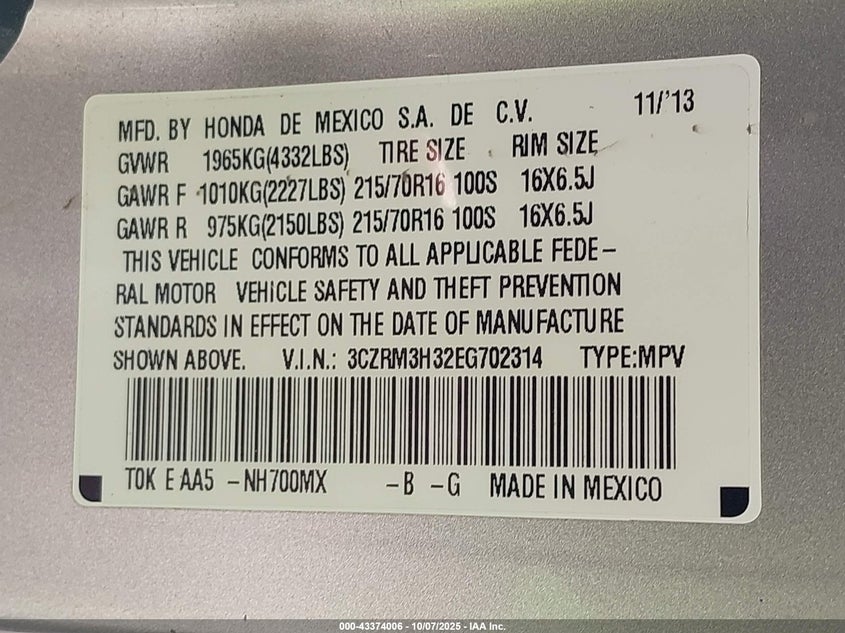 MFD. BY HONDA DE MEXICO S.A. DE C.V. 11/'13
GVWR 1965KG(4332LBS) TIRE SIZE RIM SIZE
GAWR F 1010KG(2227LBS) 215/70R16 100S 16X6.5J
GAWR R 975KG(2150LBS) 215/70R16 100S 16X6.5J
THIS VEHICLE CONFORMS TO ALL APPLICABLE FEDE-
RAL MOTOR VEHICLE SAFETY AND THEFT PREVENTION
STANDARDS IN EFFECT ON THE DATE OF MANUFACTURE
SHOWN ABOVE. V.I.N.: 3CZRM3H32EG702314 TYPE:MPV
T0K E AA5 -NH700MX -B -G MADE IN MEXICO
000-43374006 - 10/07/2025 - IAA Inc.